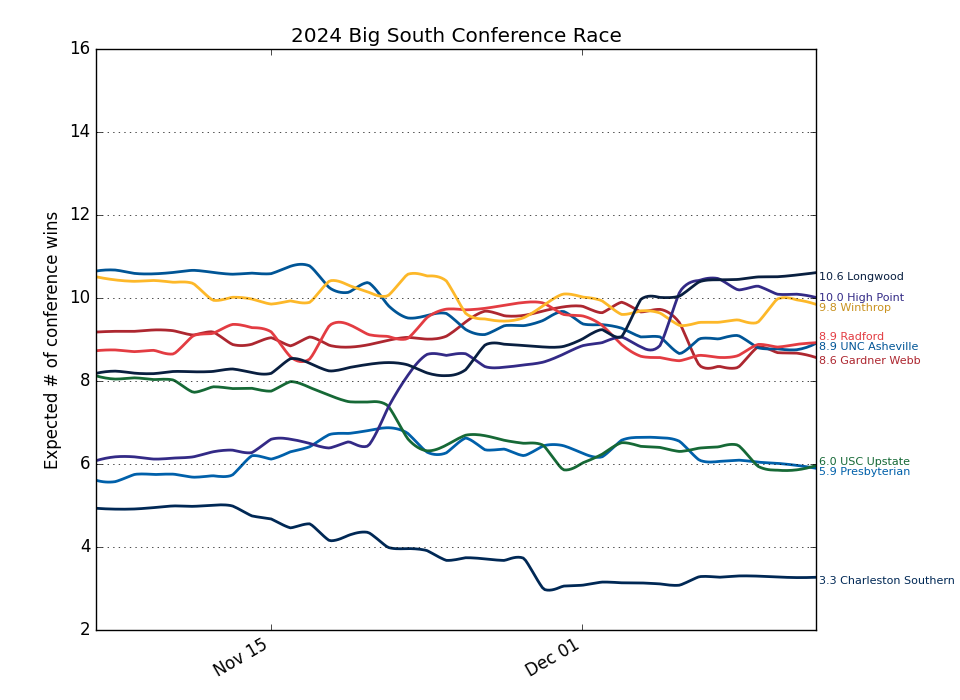 2024 Big South Conference Race
Expected # of conference wins
16
14
12
10
8
6
4
2
Nov 15
Dec 01
10.6 Longwood
10.0 High Point
9.8 Winthrop
8.9 Radford
8.9 UNC Asheville
8.6 Gardner Webb
6.0 USC Upstate
5.9 Presbyterian
3.3 Charleston Southern